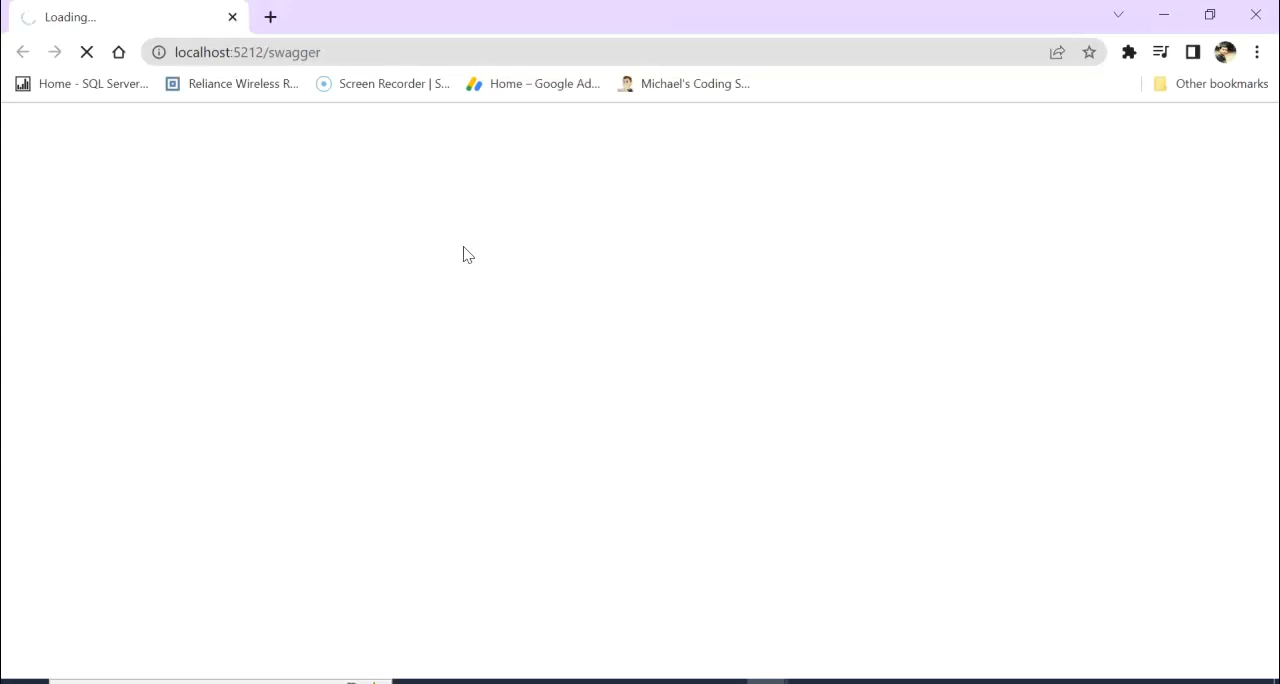 Loading...
localhost:5212/swagger
Home - SQL Server... Reliance Wireless R... Screen Recorder | S... Home – Google Ad... Michael's Coding S... Other bookmarks